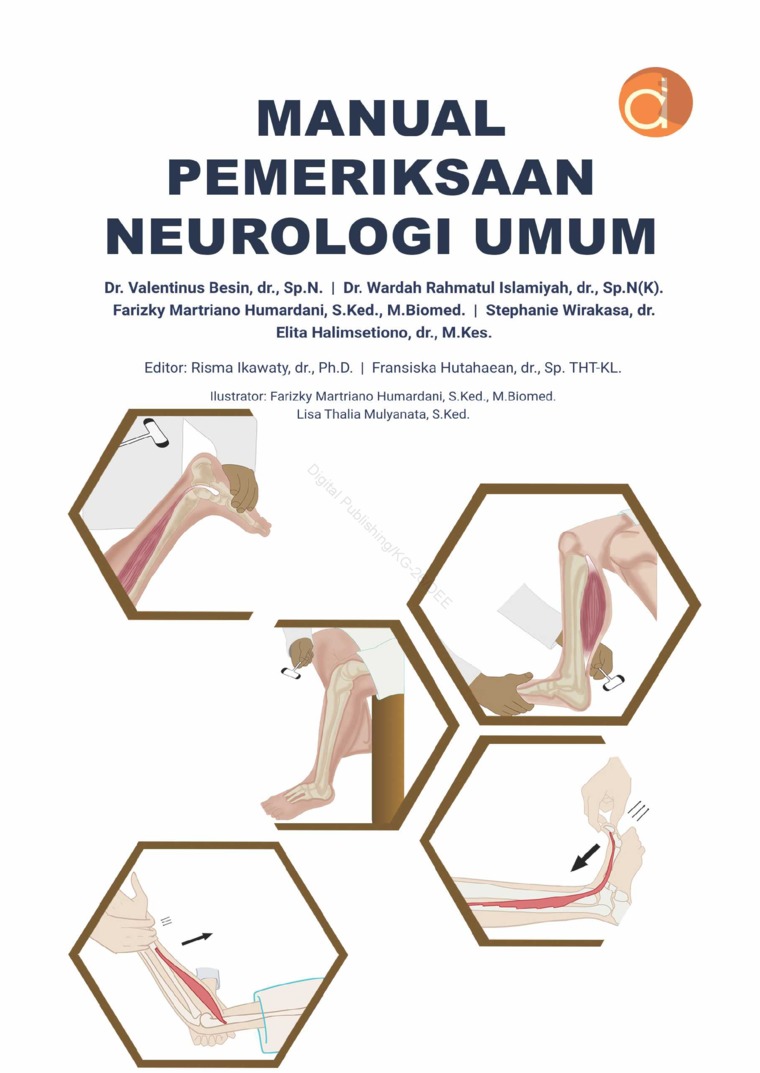 MANUAL
PEMERIKSAAN
NEUROLOGI UMUM
Dr. Valentinus Besin, dr., Sp.N. | Dr. Wardah Rahmatul Islamiyah, dr., Sp.N(K).
Farizky Martriano Humardani, S.Ked., M.Biomed. | Stephanie Wirakasa, dr.
Elita Halimsetiono, dr., M.Kes.
Editor: Risma Ikawaty, dr., Ph.D. | Fransiska Hutahaean, dr., Sp. THT-KL.
Ilustrator: Farizky Martriano Humardani, S.Ked., M.Biomed.
Lisa Thalia Mulyanata, S.Ked.
Digital Publishing/